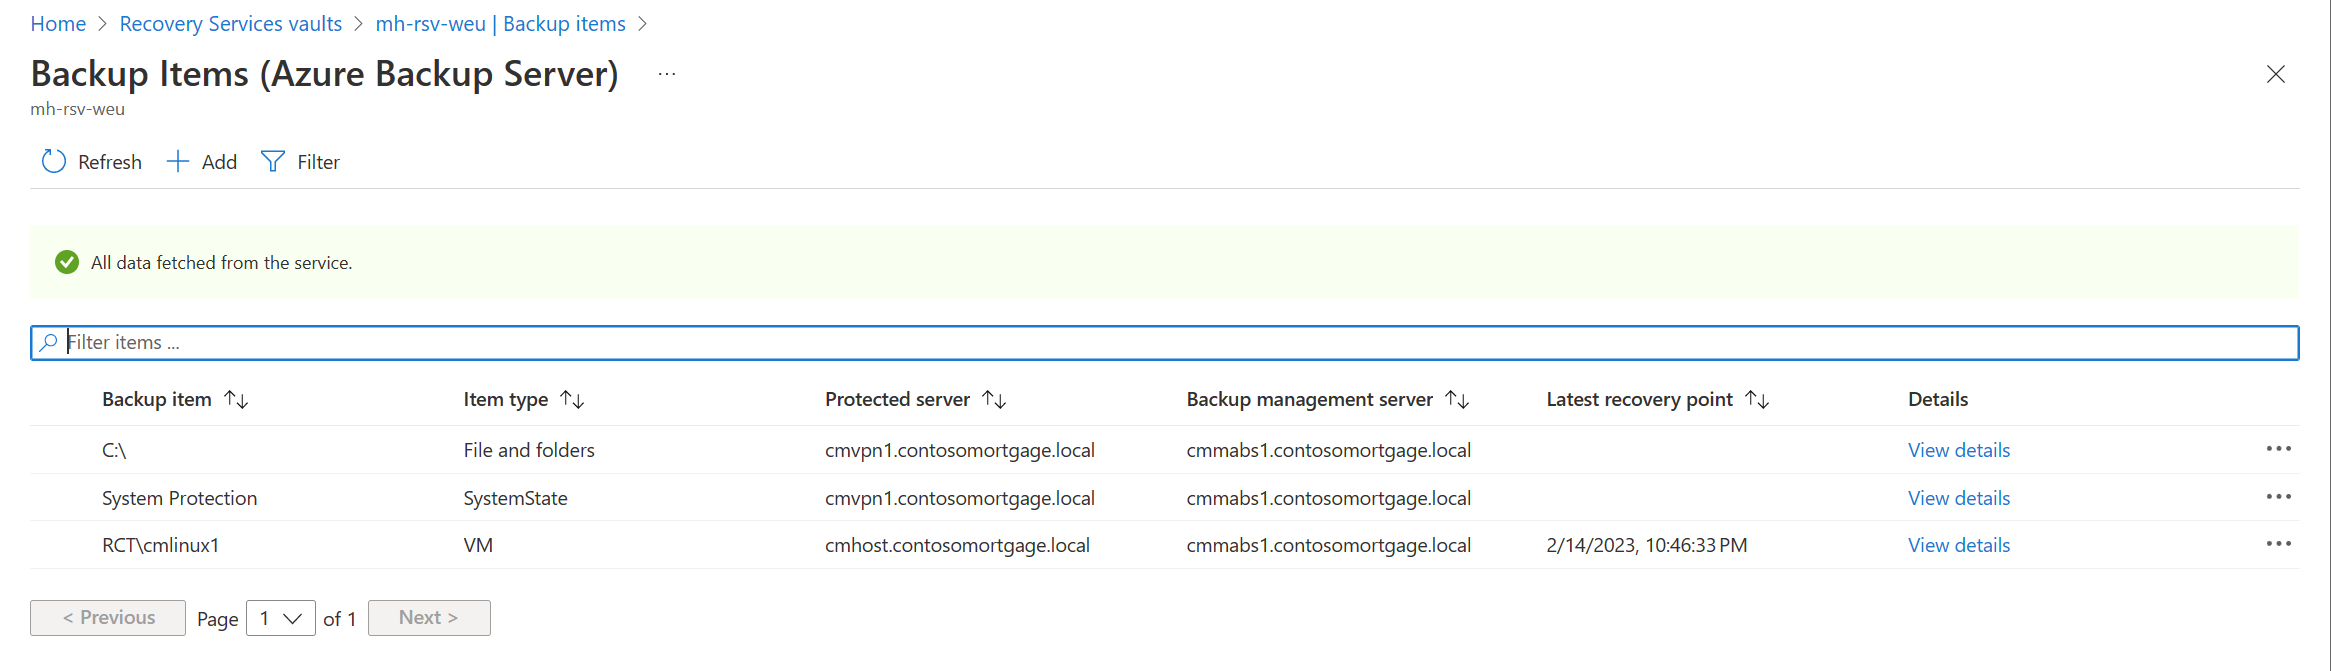 Home > Recovery Services vaults > mh-rsv-weu | Backup items >
Backup Items (Azure Backup Server) ...
mh-rsv-weu
Refresh + Add Filter
All data fetched from the service.
Filter items ...
Backup item ↑↓ Item type ↑↓ Protected server ↑↓ Backup management server ↑↓ Latest recovery point ↑↓ Details
C:\ File and folders cmvpn1.contosomortgage.local cmmabs1.contosomortgage.local View details ...
System Protection SystemState cmvpn1.contosomortgage.local cmmabs1.contosomortgage.local View details ...
RCT\cmlinux1 VM cmhost.contosomortgage.local cmmabs1.contosomortgage.local 2/14/2023, 10:46:33 PM View details ...
< Previous Page 1 of 1 Next >